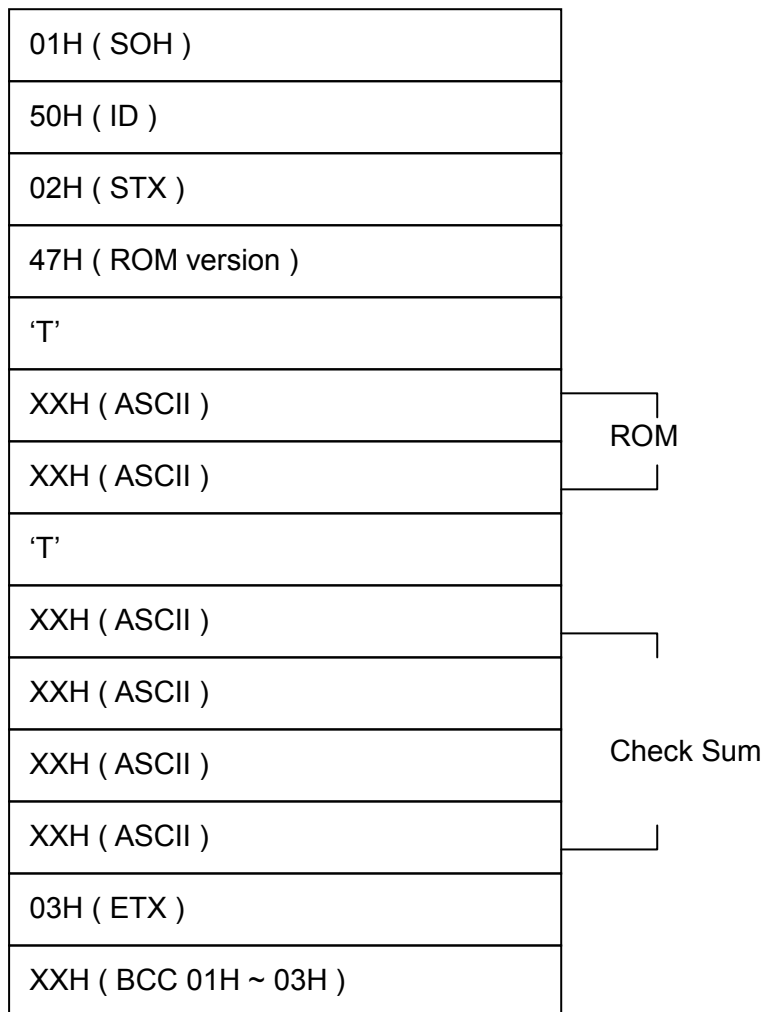 01H ( SOH )
50H ( ID )
02H ( STX )
47H ( ROM version )
‘T’
XXH ( ASCII )
ROM
XXH ( ASCII )
‘T’
XXH ( ASCII )
XXH ( ASCII )
XXH ( ASCII )
Check Sum
XXH ( ASCII )
03H ( ETX )
XXH ( BCC 01H ~ 03H )